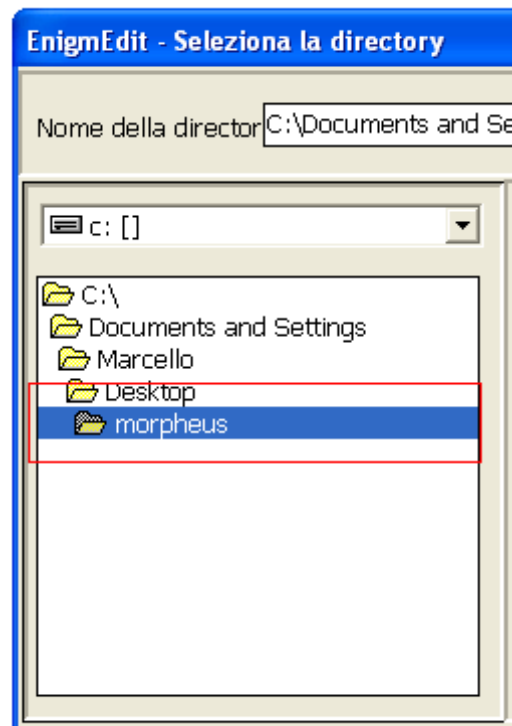 EnigmEdit - Seleziona la directory
Nome della director C:\Documents and Se
c: []
C:\
Documents and Settings
Marcello
Desktop
morpheus